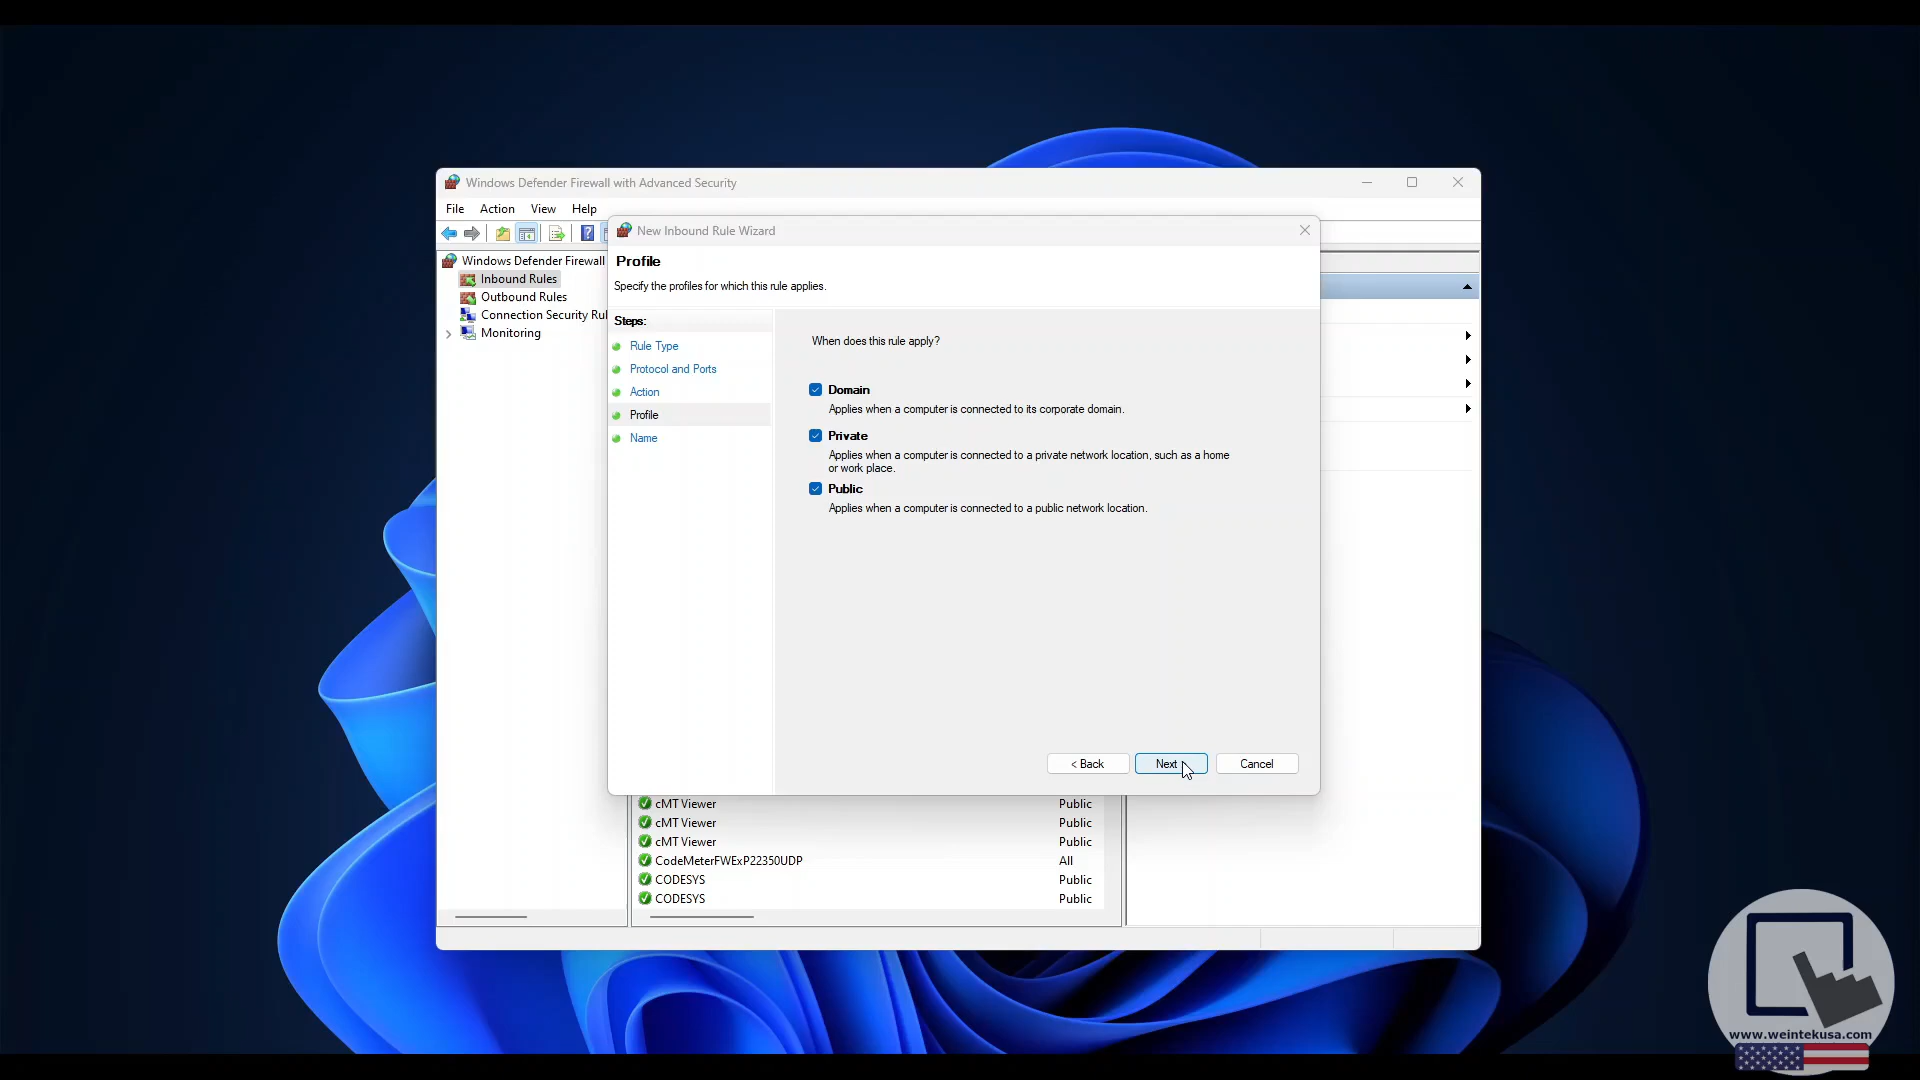 Windows Defender Firewall with Advanced Security
File Action View Help
New Inbound Rule Wizard
Windows Defender Firewall
Inbound Rules
Outbound Rules
Connection Security Rul
Monitoring
Profile
Specify the profiles for which this rule applies.
Steps:
Rule Type
Protocol and Ports
Action
Profile
Name
When does this rule apply?
Domain
Applies when a computer is connected to its corporate domain.
Private
Applies when a computer is connected to a private network location, such as a home
or work place.
Public
Applies when a computer is connected to a public network location.
< Back Next Cancel
cMT Viewer Public
cMT Viewer Public
cMT Viewer Public
CodeMeterFWExP22350UDP All
CODESYS Public
CODESYS Public
www.weintekusa.com